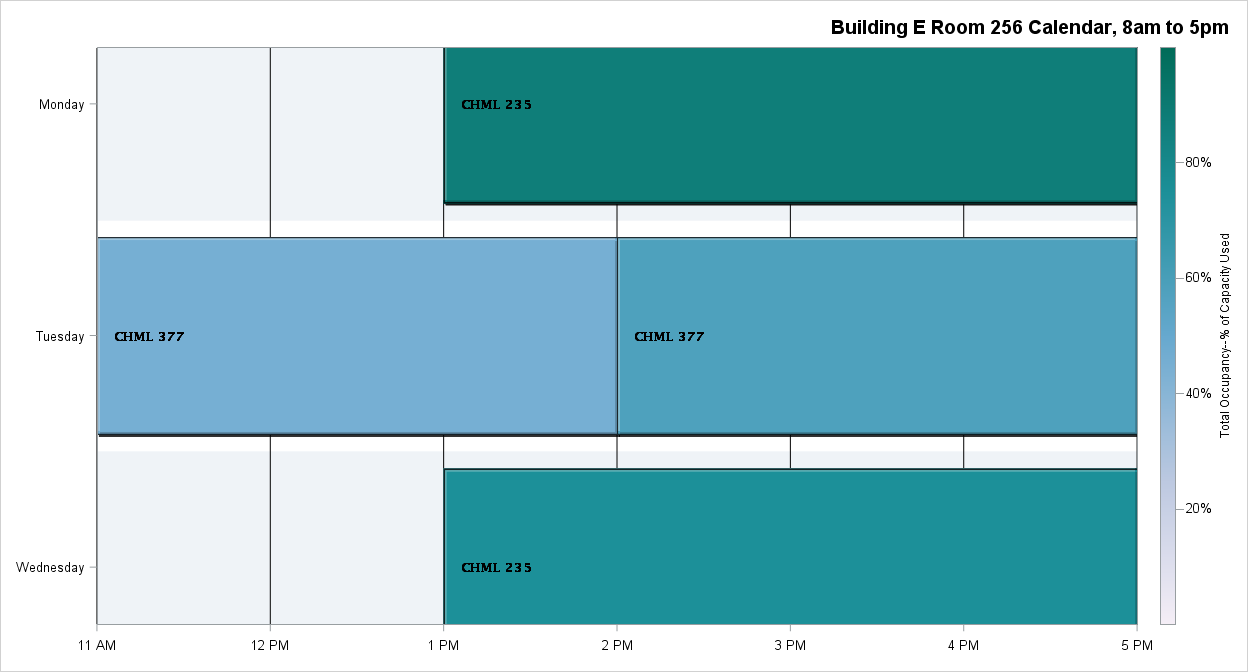 Building E Room 256 Calendar, 8am to 5pm
Monday
CHML 235
80%
Tuesday
CHML 377
CHML 377
60%
Total Occupancy--% of Capacity Used
40%
20%
Wednesday
CHML 235
11 AM
12 PM
1 PM
2 PM
3 PM
4 PM
5 PM